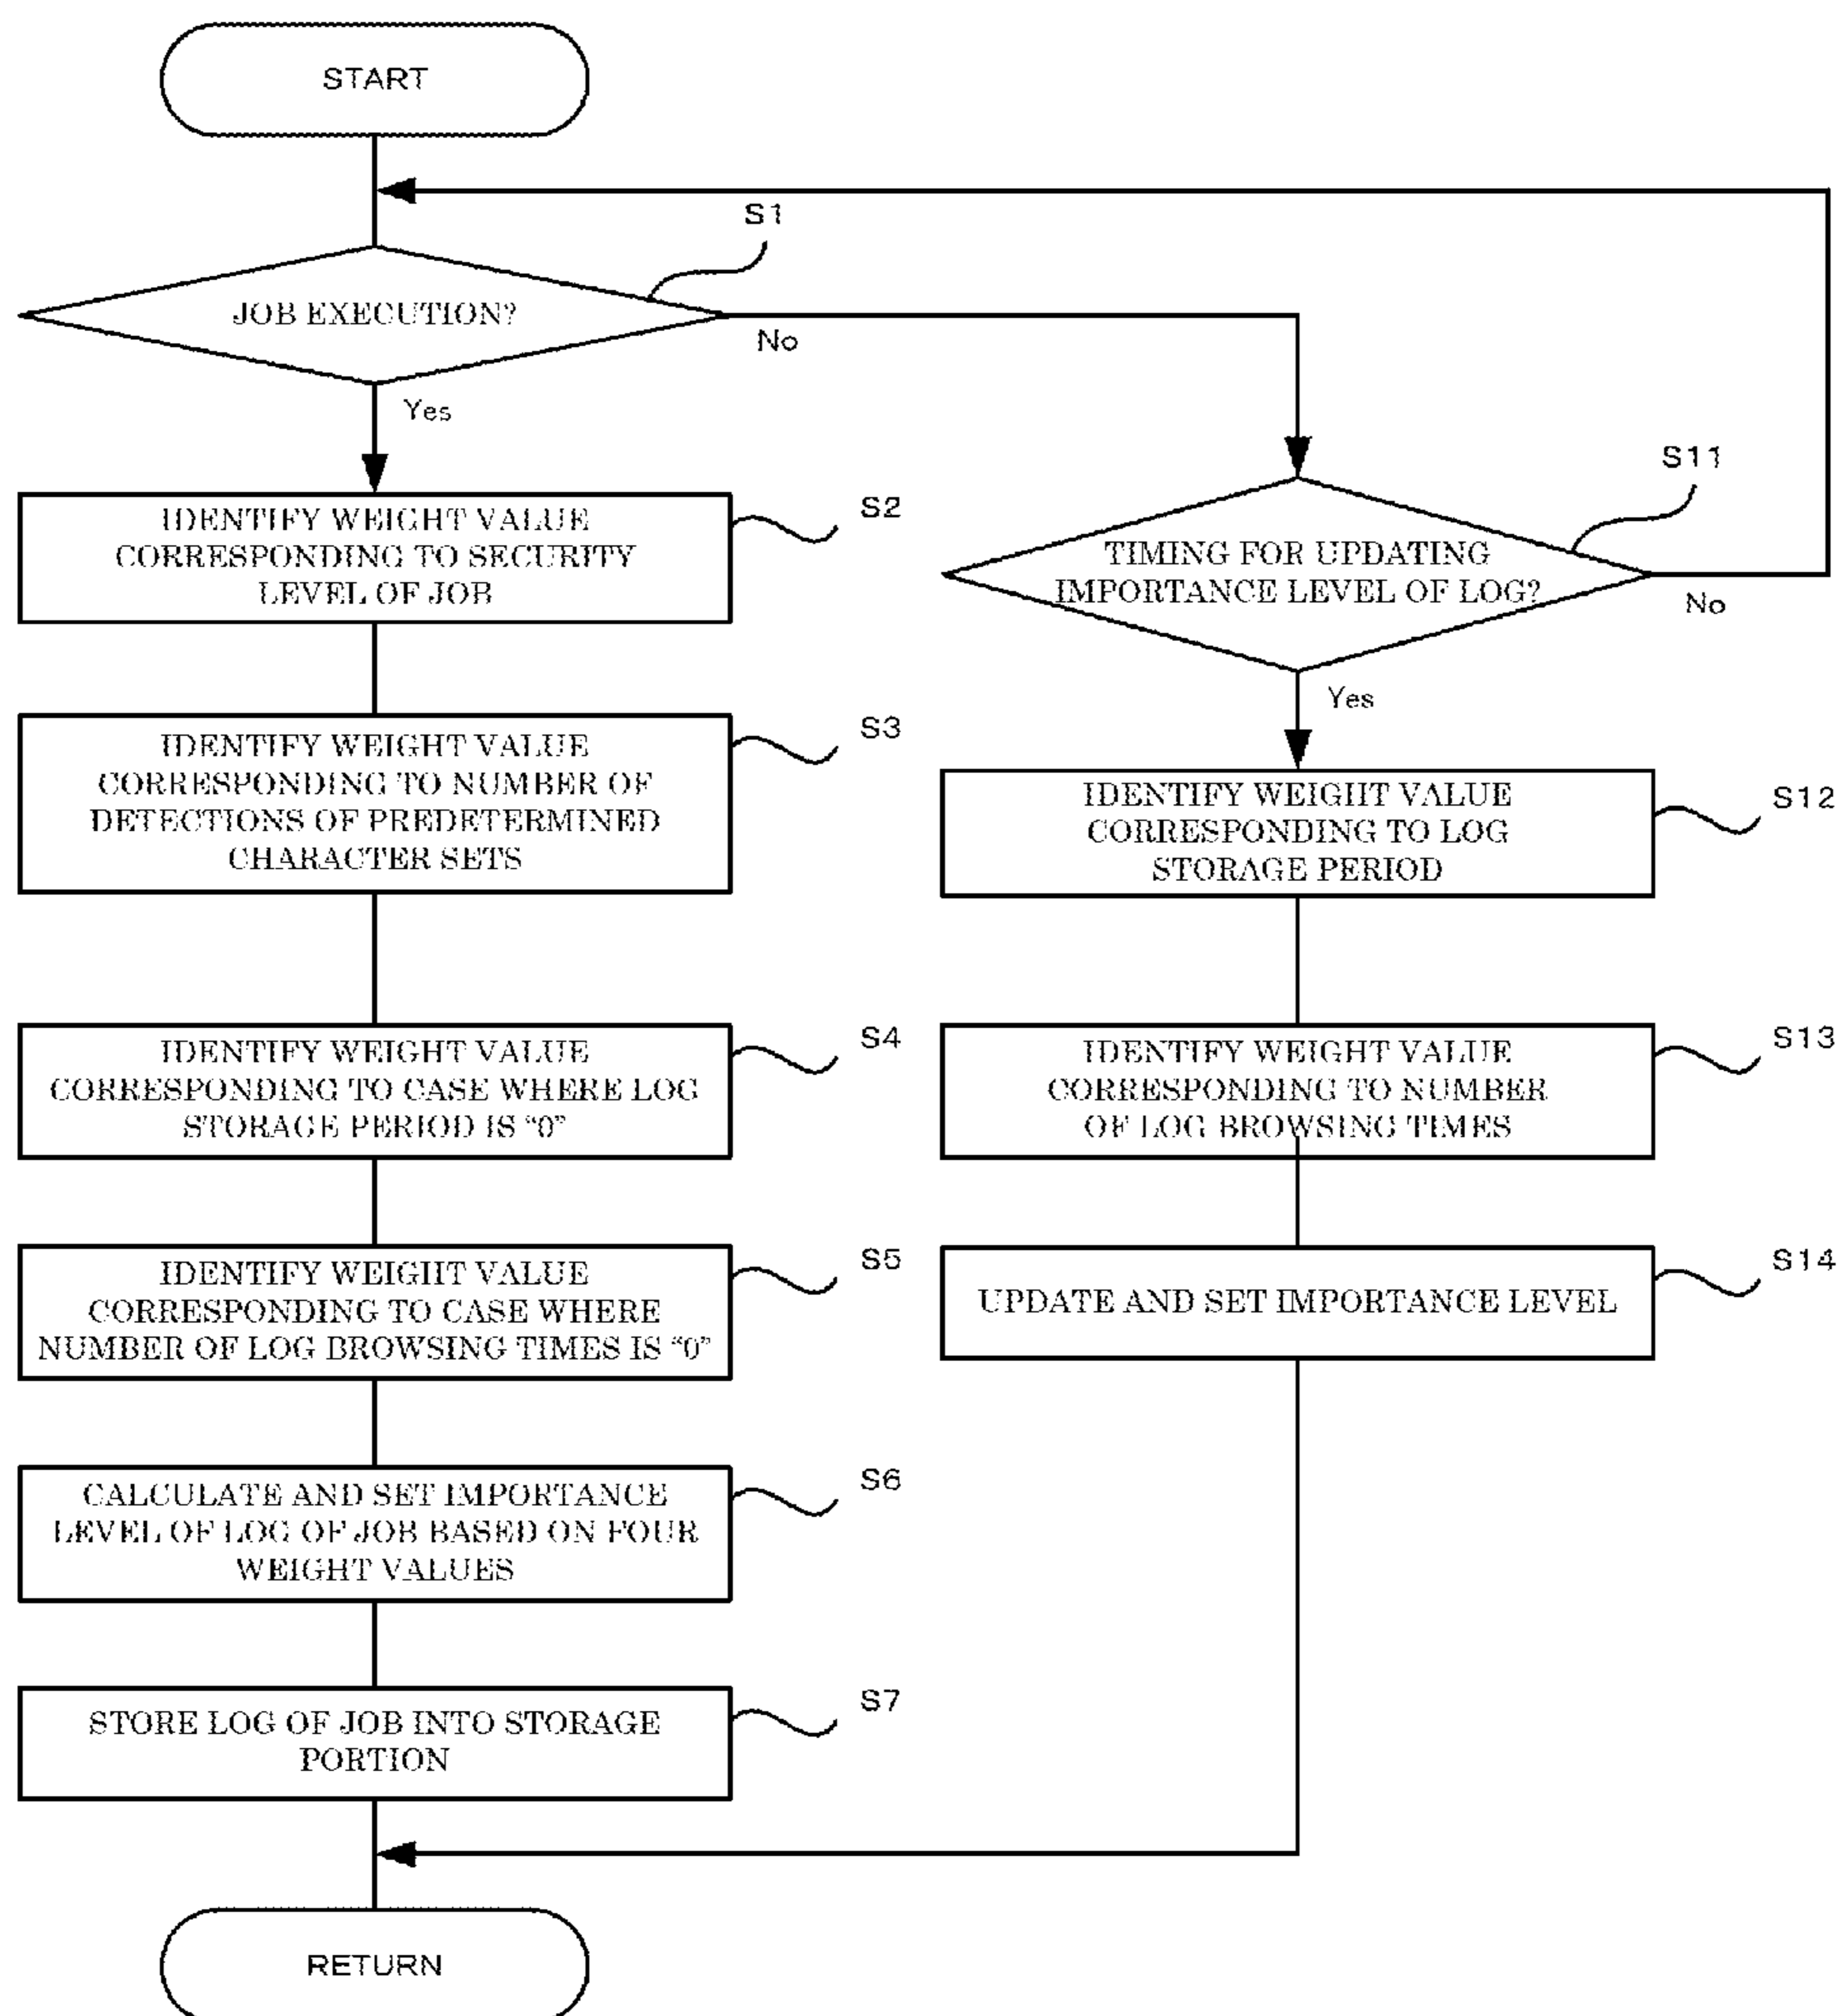 START
S1
JOB EXECUTION?
No
Yes
S2
IDENTIFY WEIGHT VALUE
CORRESPONDING TO SECURITY
LEVEL OF JOB
S3
IDENTIFY WEIGHT VALUE
CORRESPONDING TO NUMBER OF
DETECTIONS OF PREDETERMINED
CHARACTER SETS
S4
IDENTIFY WEIGHT VALUE
CORRESPONDING TO CASE WHERE LOG
STORAGE PERIOD IS “0”
S5
IDENTIFY WEIGHT VALUE
CORRESPONDING TO CASE WHERE
NUMBER OF LOG BROWSING TIMES IS “0”
S6
CALCULATE AND SET IMPORTANCE
LEVEL OF LOG OF JOB BASED ON FOUR
WEIGHT VALUES
S7
STORE LOG OF JOB INTO STORAGE
PORTION
RETURN
S11
TIMING FOR UPDATING
IMPORTANCE LEVEL OF LOG?
No
Yes
S12
IDENTIFY WEIGHT VALUE
CORRESPONDING TO LOG
STORAGE PERIOD
S13
IDENTIFY WEIGHT VALUE
CORRESPONDING TO NUMBER
OF LOG BROWSING TIMES
S14
UPDATE AND SET IMPORTANCE LEVEL